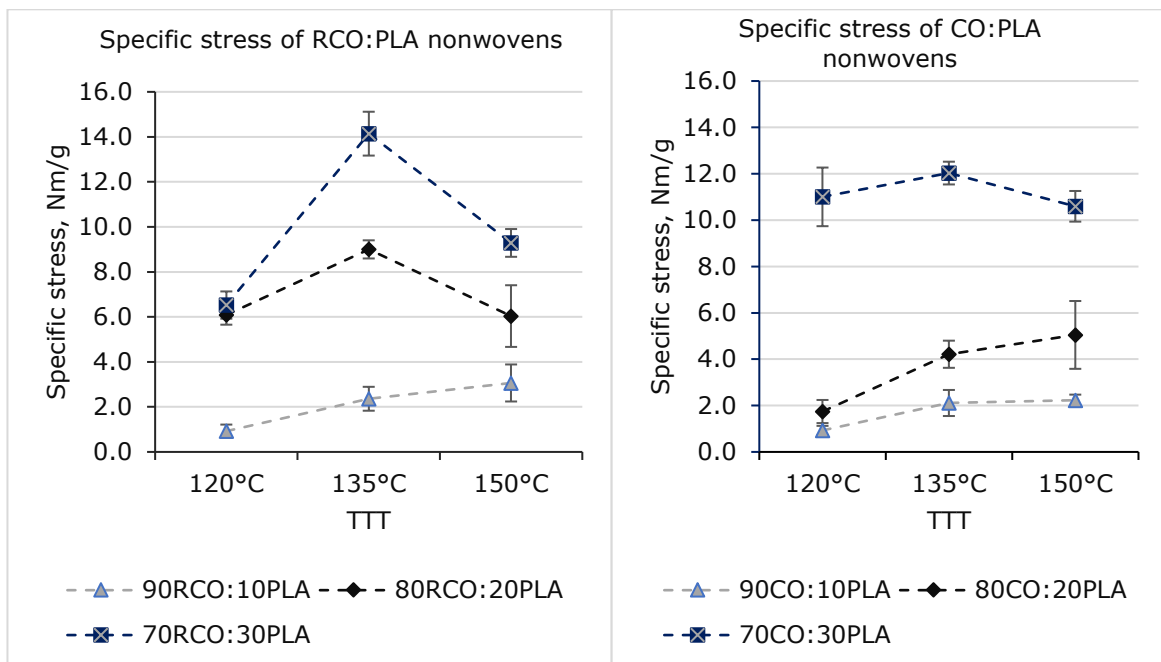 Specific stress of RCO:PLA nonwovens
Specific stress, Nm/g
16.0
14.0
12.0
10.0
8.0
6.0
4.0
2.0
0.0
120°C 135°C 150°C
TTT
90RCO:10PLA 80RCO:20PLA
70RCO:30PLA
Specific stress of CO:PLA
nonwovens
Specific stress, Nm/g
16.0
14.0
12.0
10.0
8.0
6.0
4.0
2.0
0.0
120°C 135°C 150°C
TTT
90CO:10PLA 80CO:20PLA
70CO:30PLA